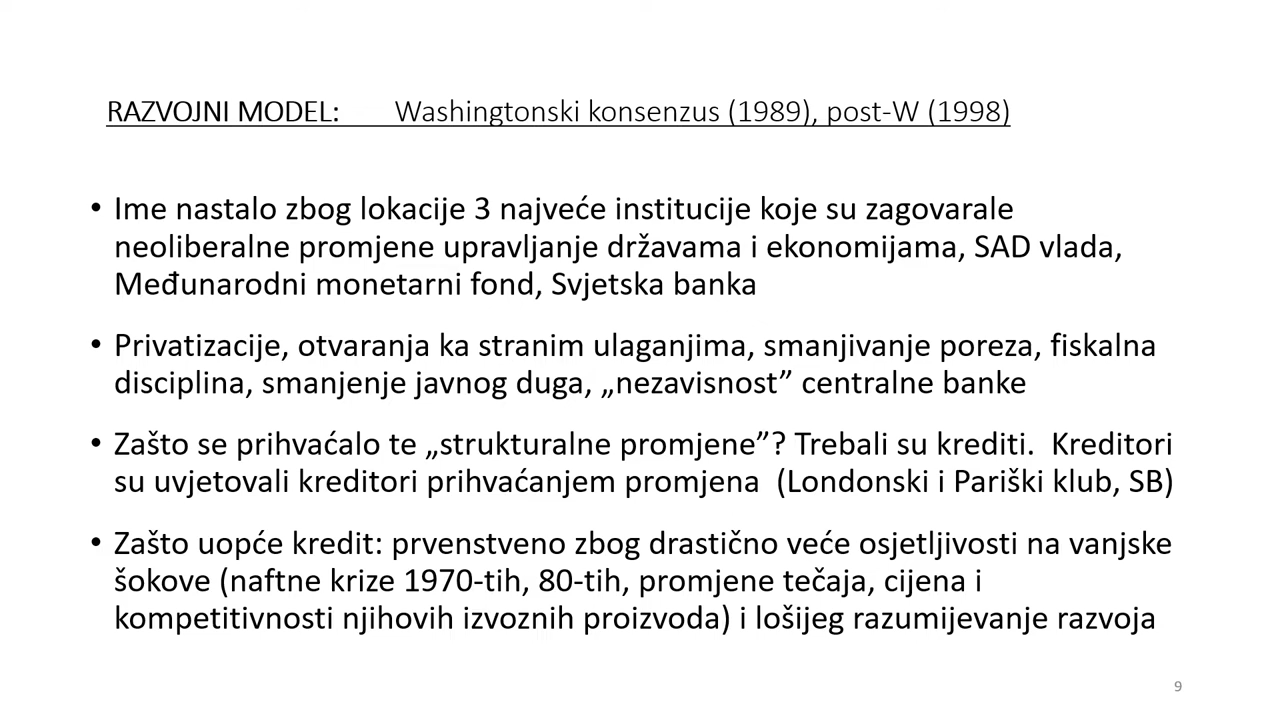 RAZVOJNI MODEL: Washingtonski konsenzus (1989), post-W (1998)
• Ime nastalo zbog lokacije 3 najveće institucije koje su zagovarale
neoliberalne promjene upravljanje državama i ekonomijama, SAD vlada,
Međunarodni monetarni fond, Svjetska banka
• Privatizacije, otvaranja ka stranim ulaganjima, smanjivanje poreza, fiskalna
disciplina, smanjenje javnog duga, „nezavisnost” centralne banke
• Zašto se prihvaćalo te „strukturalne promjene”? Trebali su krediti. Kreditori
su uvjetovali kreditori prihvaćanjem promjena (Londonski i Pariški klub, SB)
• Zašto uopće kredit: prvenstveno zbog drastično veće osjetljivosti na vanjske
šokove (naftne krize 1970-tih, 80-tih, promjene tečaja, cijena i
kompetitivnosti njihovih izvoznih proizvoda) i lošijeg razumijevanje razvoja
9